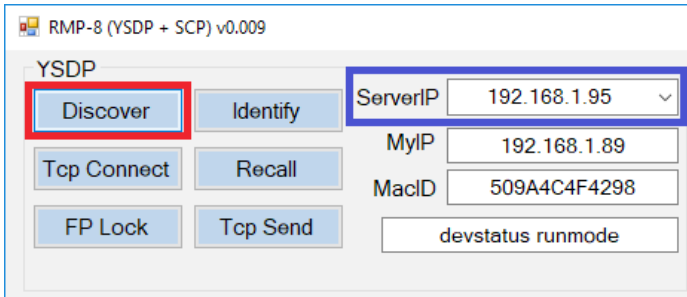 RMP-8 (YSDP + SCP) v0.009
YSDP
Discover Identify ServerIP 192.168.1.95
MyIP 192.168.1.89
Tcp Connect Recall
MacID 509A4C4F4298
FP Lock Tcp Send devstatus runmode